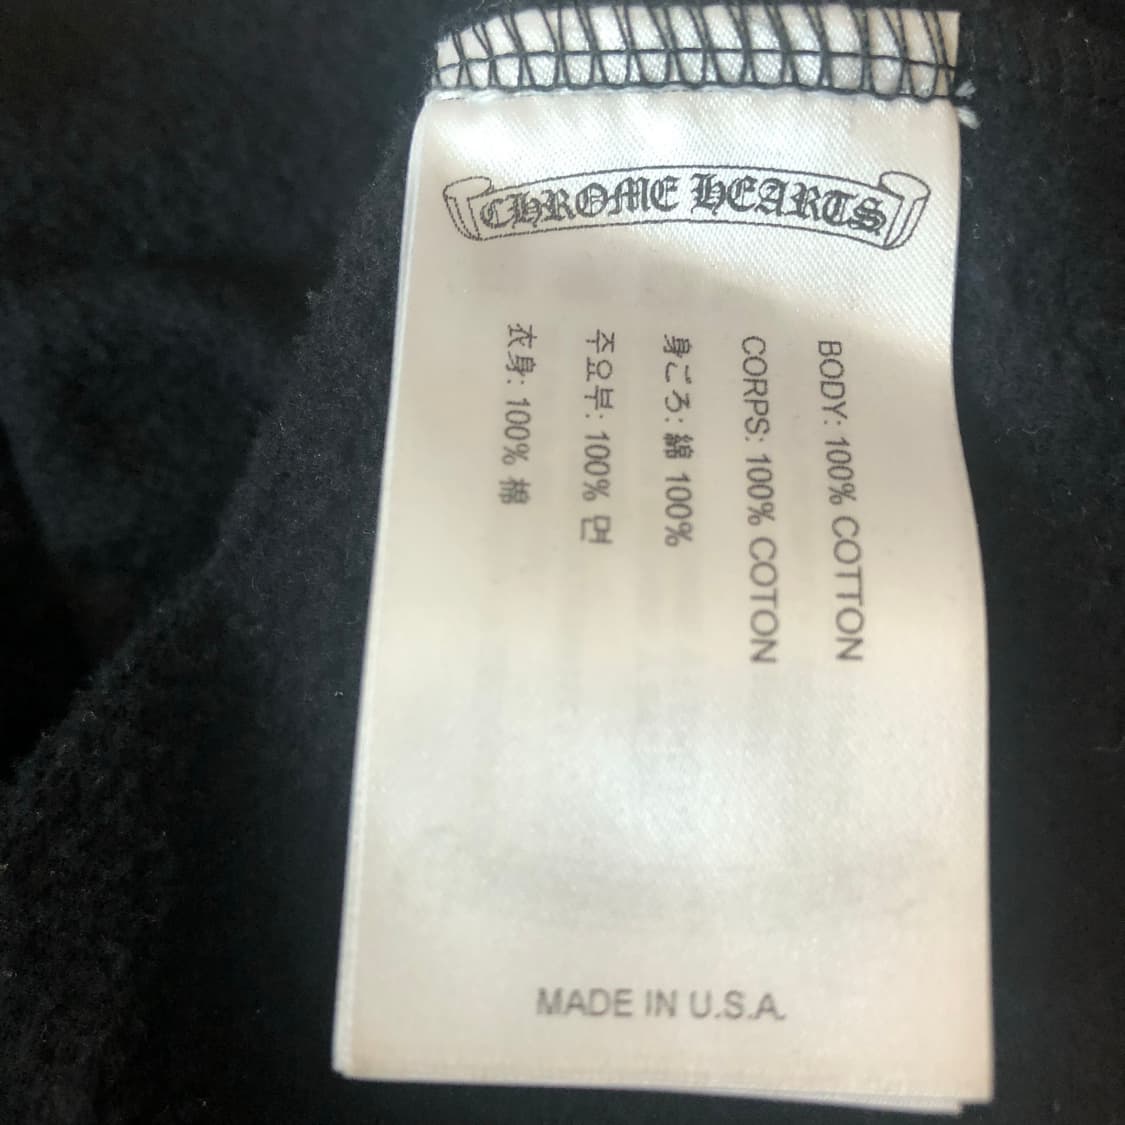 CHROME HEARTS
BODY: 100% COTTON
CORPS: 100% COTON
身ごろ: 綿 100%
주요부: 100% 면
衣身: 100% 棉
MADE IN U.S.A.